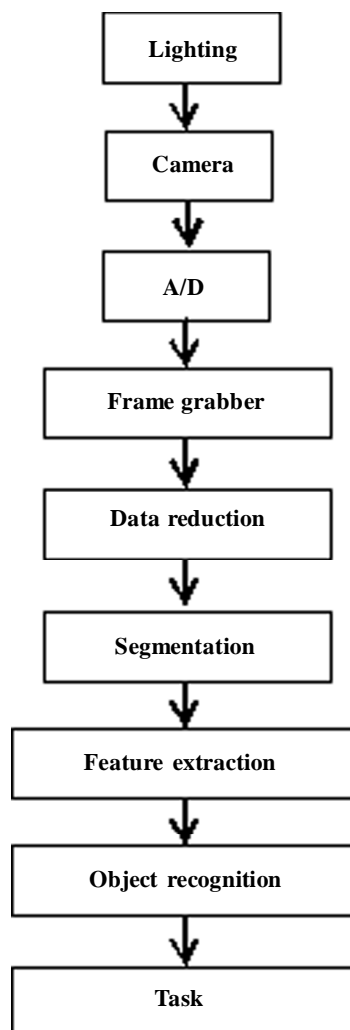 Lighting
Camera
A/D
Frame grabber
Data reduction
Segmentation
Feature extraction
Object recognition
Task